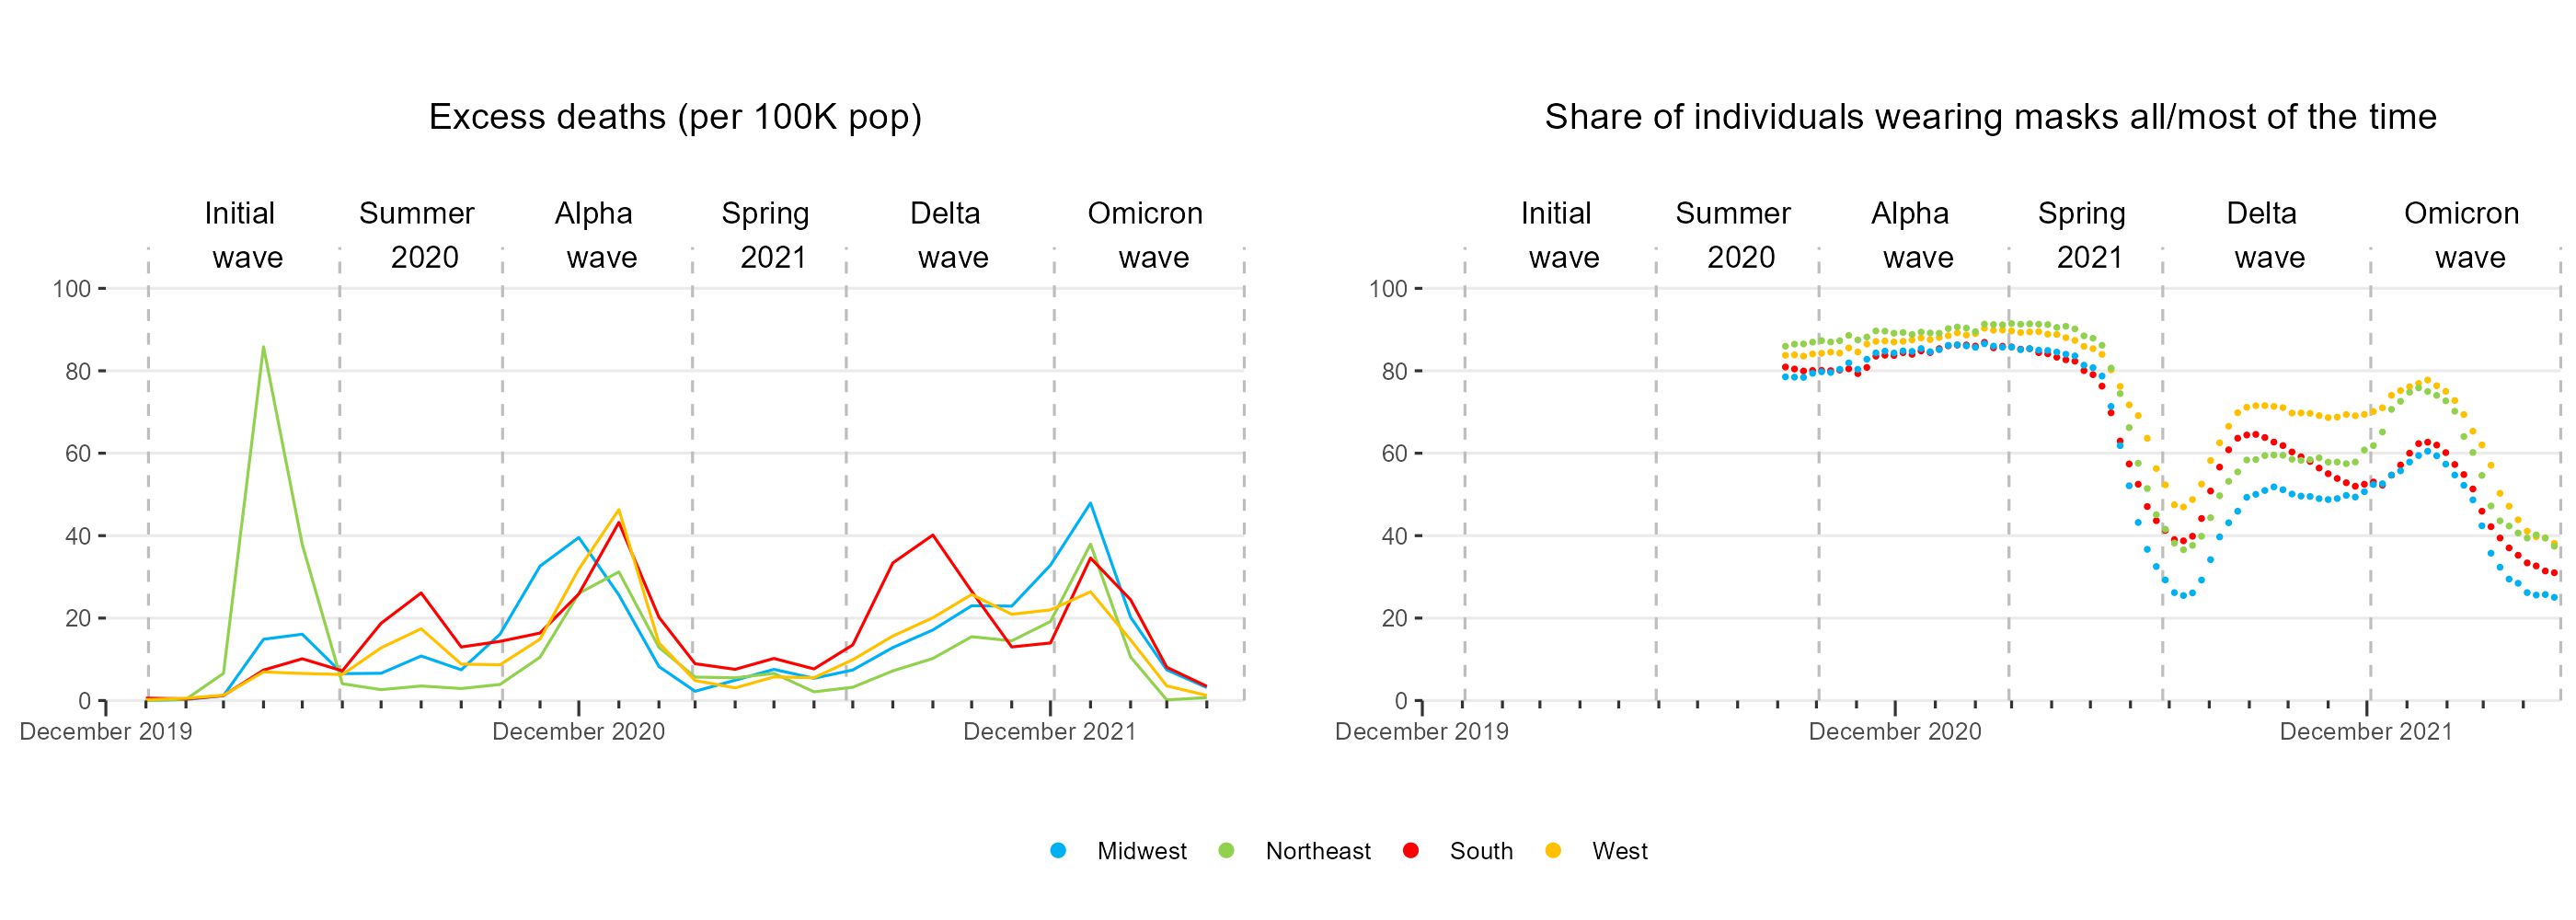 Excess deaths (per 100K pop)
Initial wave
Summer 2020
Alpha wave
Spring 2021
Delta wave
Omicron wave
100
80
60
40
20
0
December 2019
December 2020
December 2021
Share of individuals wearing masks all/most of the time
Initial wave
Summer 2020
Alpha wave
Spring 2021
Delta wave
Omicron wave
100
80
60
40
20
0
December 2019
December 2020
December 2021
Midwest
Northeast
South
West